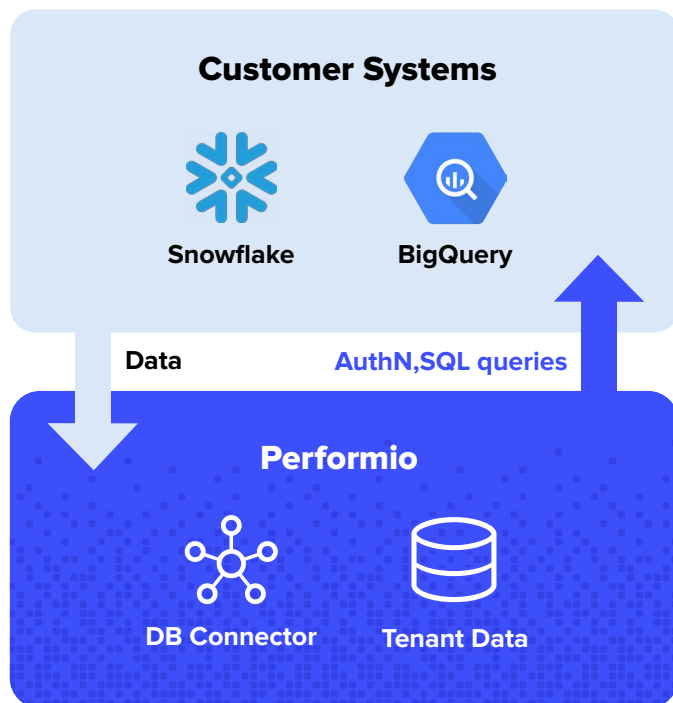 Customer Systems
Snowflake
BigQuery
Data
AuthN,SQL queries
Performio
DB Connector
Tenant Data